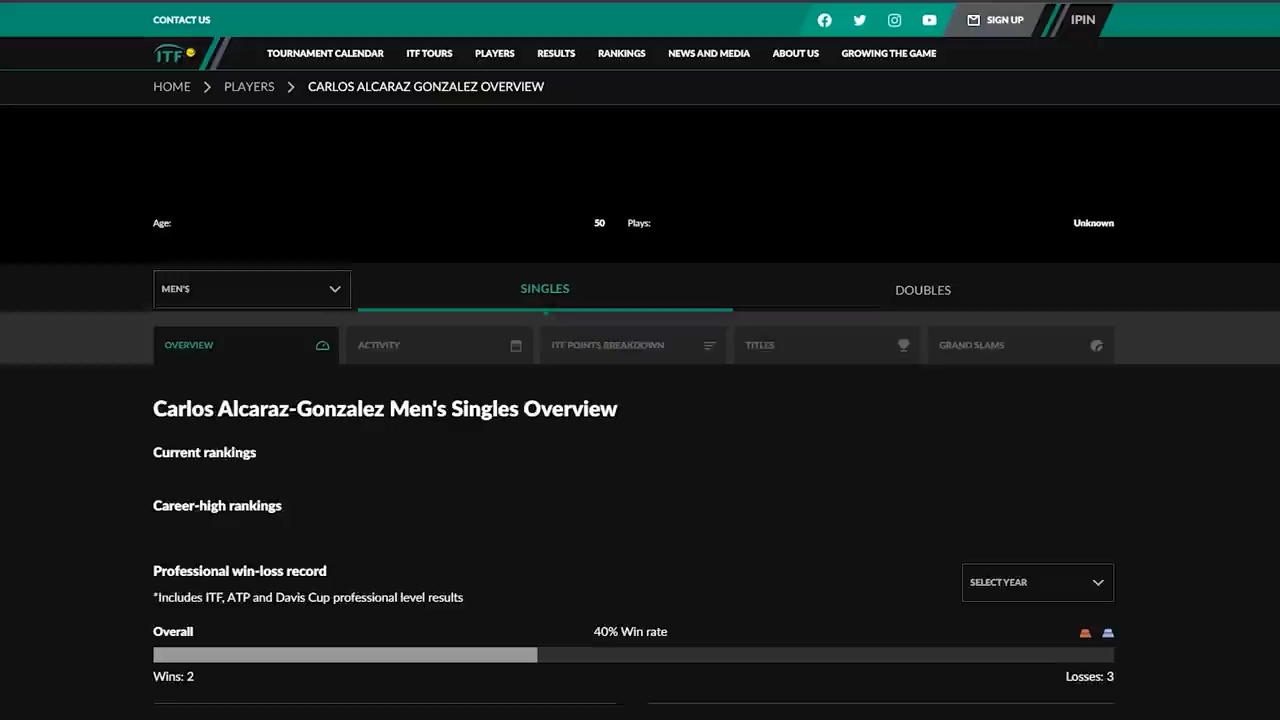 CONTACT US
SIGN UP
IPIN
ITF
TOURNAMENT CALENDAR ITF TOURS PLAYERS RESULTS RANKINGS NEWS AND MEDIA ABOUT US GROWING THE GAME
HOME PLAYERS CARLOS ALCARAZ GONZALEZ OVERVIEW
Age: 50 Plays: Unknown
MEN'S SINGLES DOUBLES
OVERVIEW ACTIVITY ITF POINTS BREAKDOWN TITLES GRAND SLAMS
Carlos Alcaraz-Gonzalez Men's Singles Overview
Current rankings
Career-high rankings
Professional win-loss record
SELECT YEAR
*Includes ITF, ATP and Davis Cup professional level results
Overall 40% Win rate
Wins: 2 Losses: 3